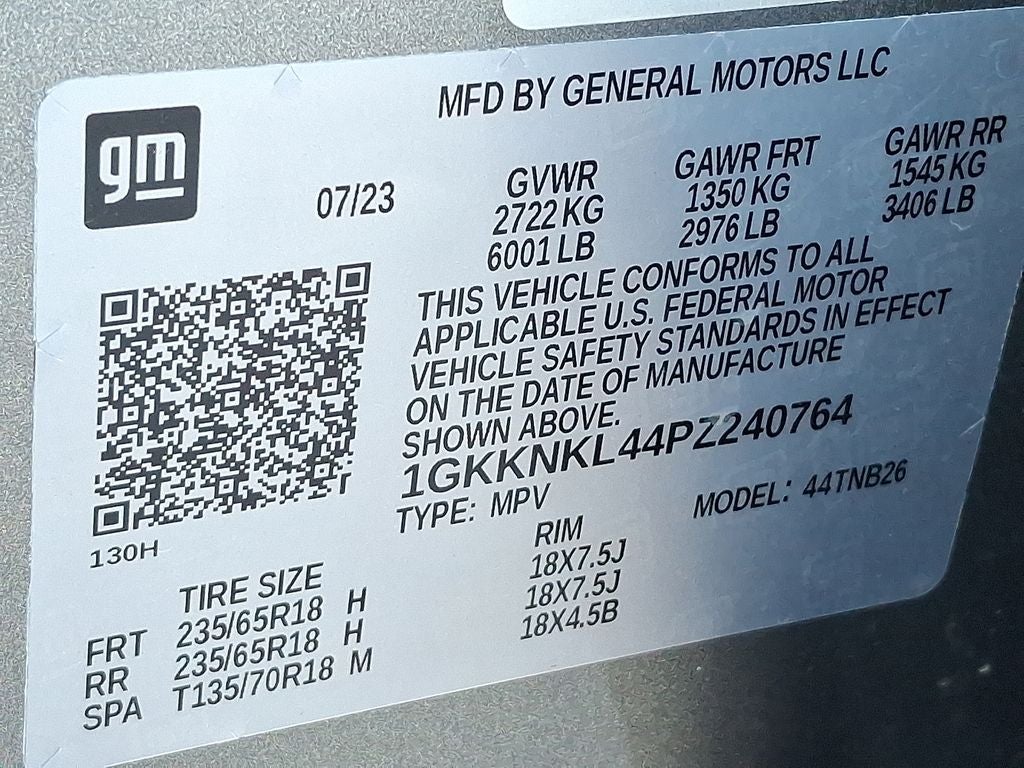 gm
MFD BY GENERAL MOTORS LLC
07/23
GVWR GAWR FRT GAWR RR
2722 KG 1350 KG 1545 KG
6001 LB 2976 LB 3406 LB
THIS VEHICLE CONFORMS TO ALL
APPLICABLE U.S. FEDERAL MOTOR
VEHICLE SAFETY STANDARDS IN EFFECT
ON THE DATE OF MANUFACTURE
SHOWN ABOVE.
1GKKNKL44PZ240764
TYPE: MPV MODEL: 44TNB26
130H
TIRE SIZE RIM
FRT 235/65R18 H 18X7.5J
RR 235/65R18 H 18X7.5J
SPA T135/70R18 M 18X4.5B